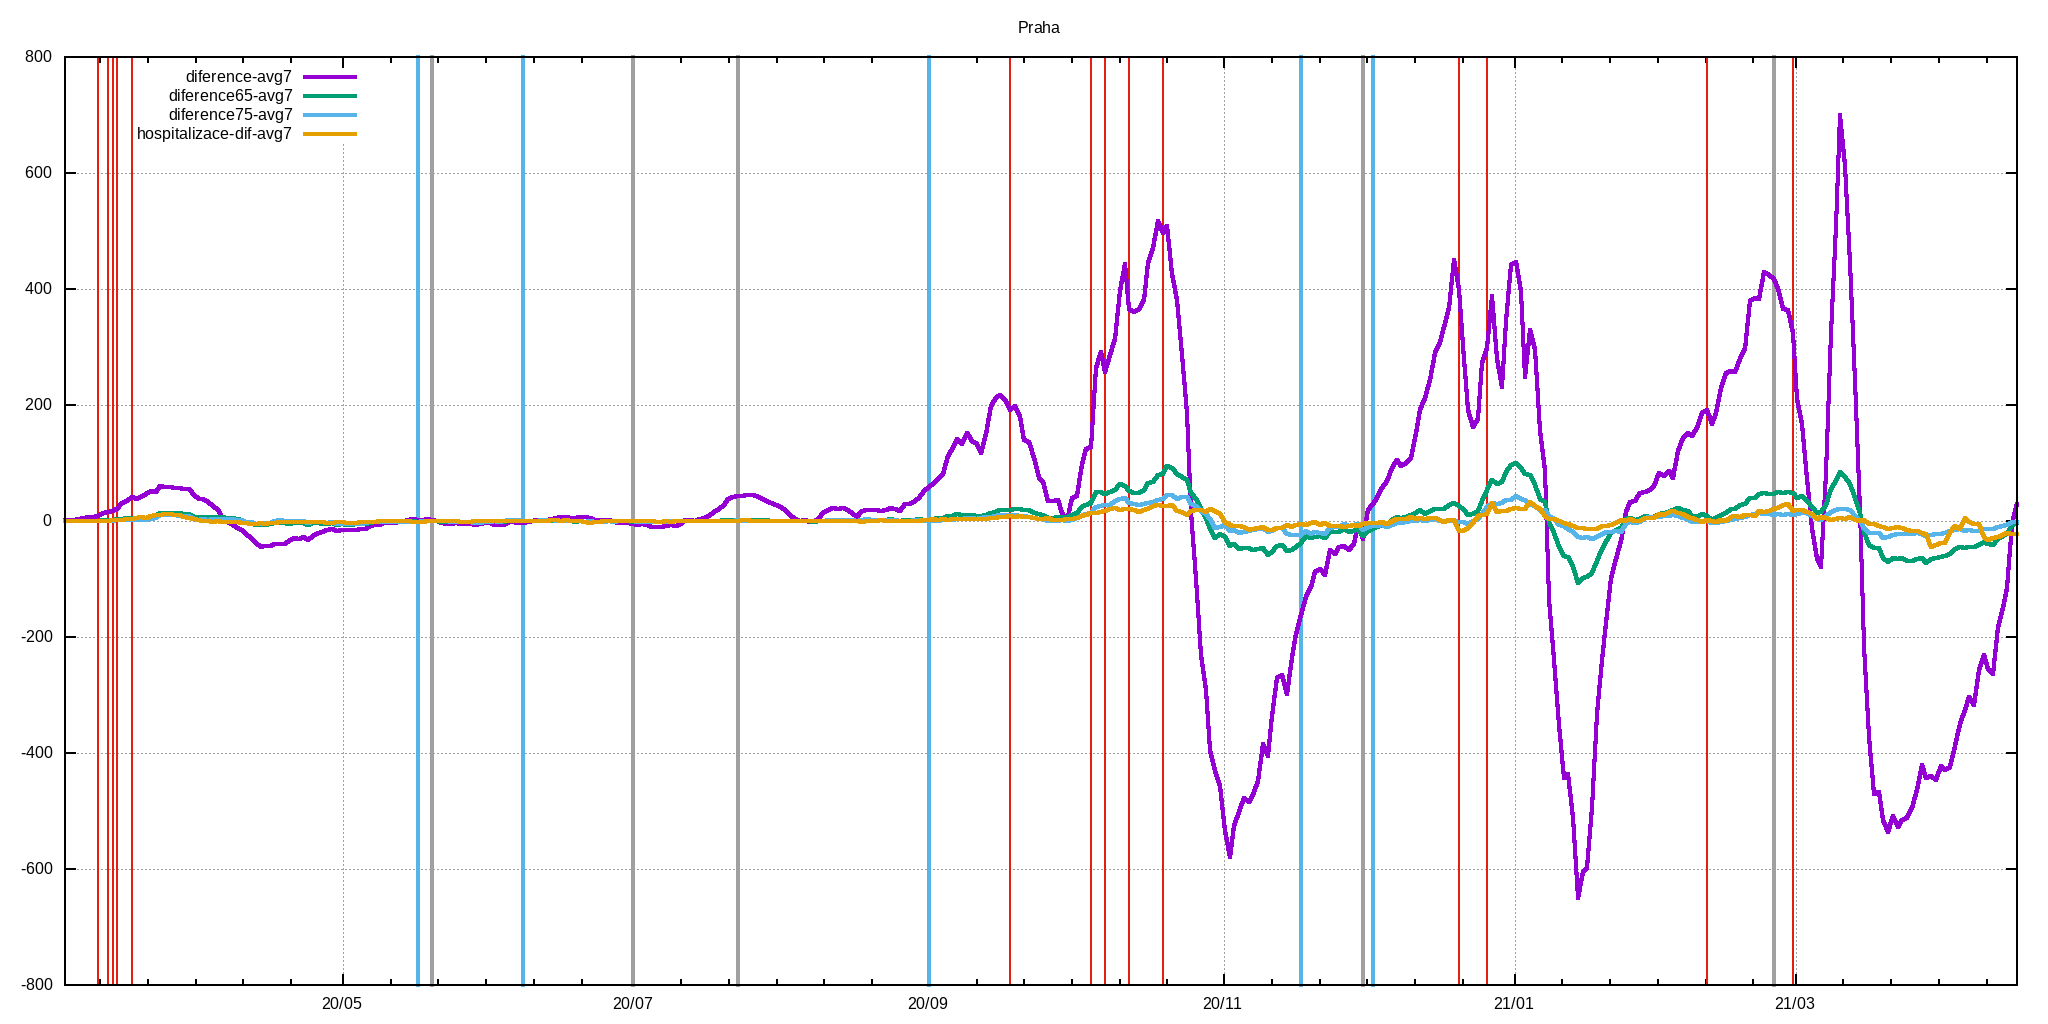 Praha
diference-avg7
diference65-avg7
diference75-avg7
hospitalizace-dif-avg7
800
600
400
200
0
-200
-400
-600
-800
20/05 20/07 20/09 20/11 21/01 21/03